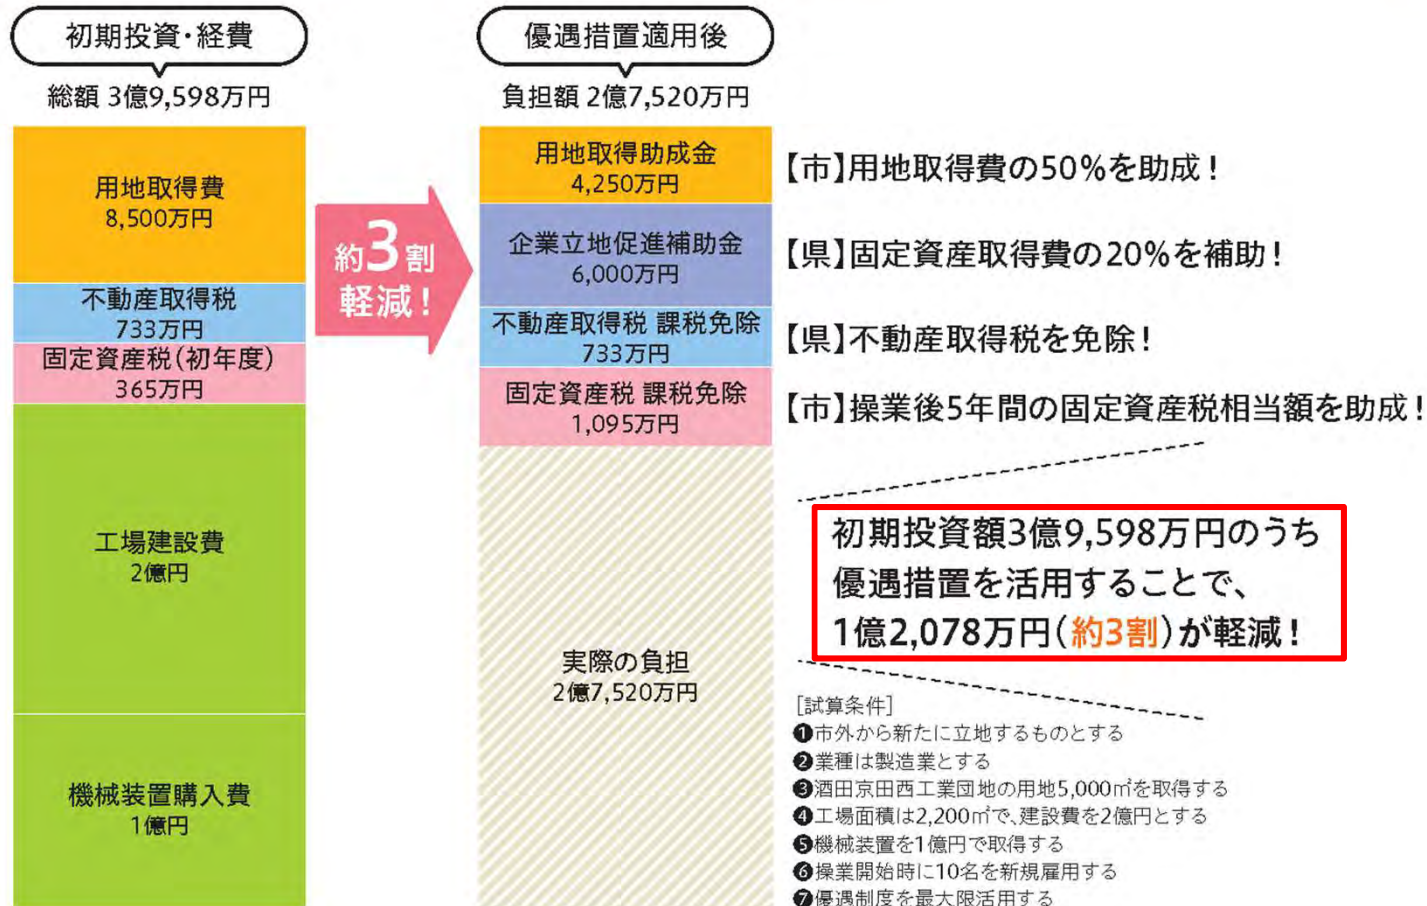 初期投資・経費
総額 3億9,598万円
用地取得費
8,500万円
不動産取得税
733万円
固定資産税(初年度)
365万円
工場建設費
2億円
機械装置購入費
1億円
約3割
軽減!
優遇措置適用後
負担額 2億7,520万円
用地取得助成金
4,250万円
企業立地促進補助金
6,000万円
不動産取得税 課税免除
733万円
固定資産税 課税免除
1,095万円
実際の負担
2億7,520万円
【市】用地取得費の50%を助成!
【県】固定資産取得費の20%を補助!
【県】不動産取得税を免除!
【市】操業後5年間の固定資産税相当額を助成!
初期投資額3億9,598万円のうち
優遇措置を活用することで、
1億2,078万円(約3割)が軽減!
[試算条件]
❶市外から新たに立地するものとする
❷業種は製造業とする
❸酒田京田西工業団地の用地5,000㎡を取得する
❹工場面積は2,200㎡で、建設費を2億円とする
❺機械装置を1億円で取得する
❻操業開始時に10名を新規雇用する
❼優遇制度を最大限活用する